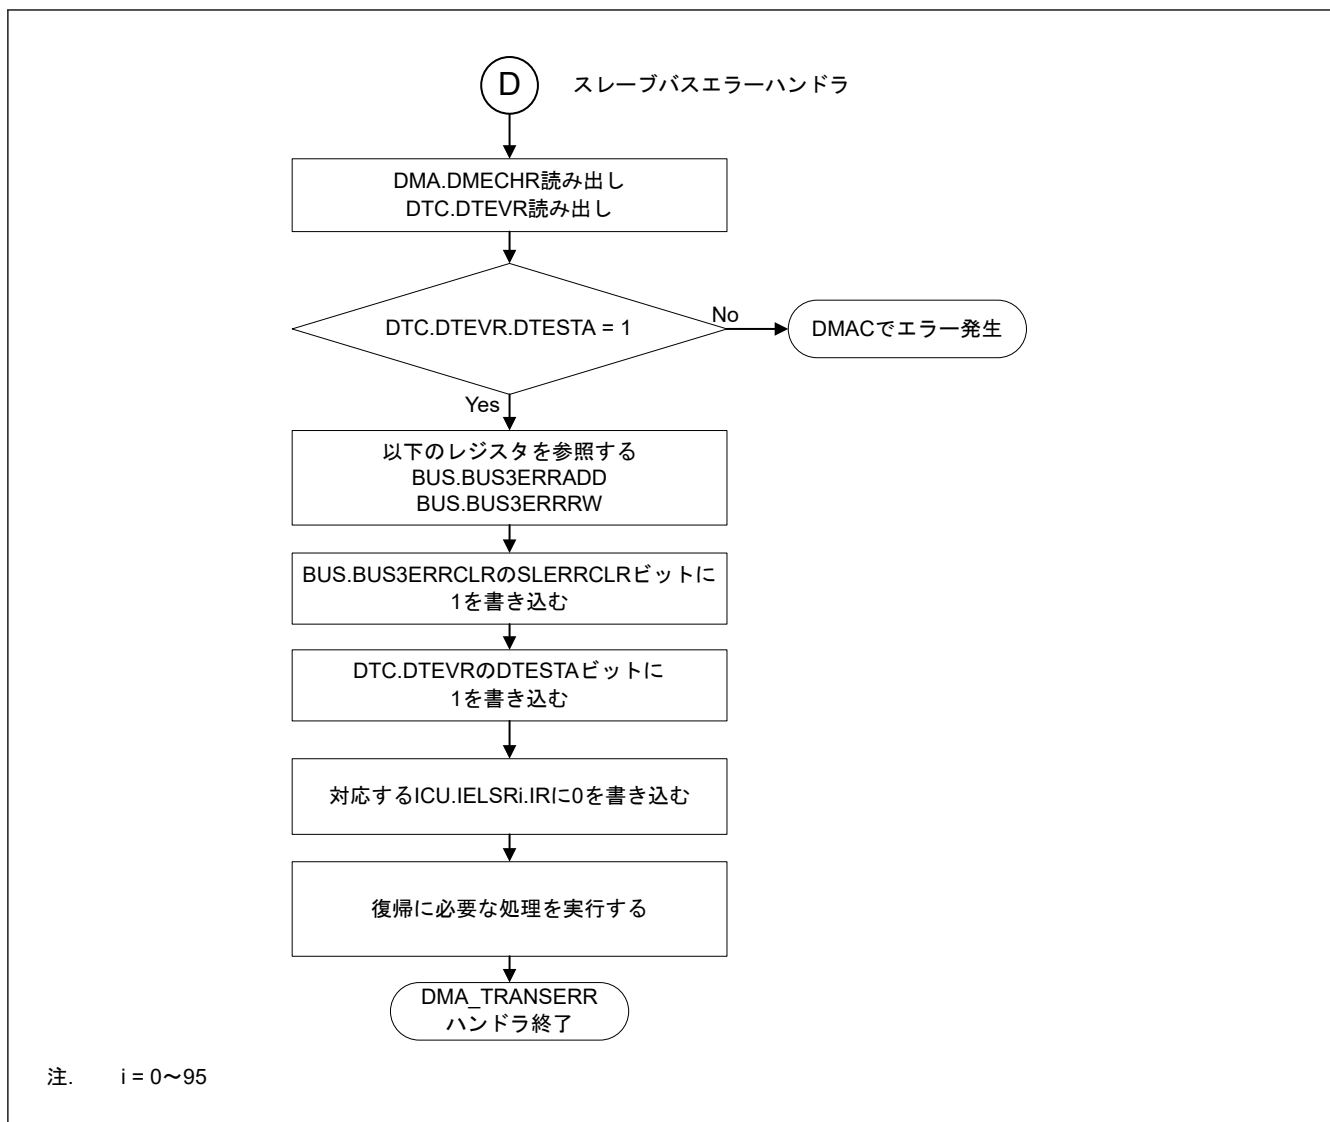 D
スレーブバスエラーハンドラ
DMA.DMECHR読み出し
DTC.DTEVR読み出し
DTC.DTEVR.DTESTA = 1
No
DMACでエラー発生
Yes
以下のレジスタを参照する
BUS.BUS3ERRADD
BUS.BUS3ERRRW
BUS.BUS3ERRCLRのSLERRCLRビットに
1を書き込む
DTC.DTEVRのDTESTAビットに
1を書き込む
対応するICU.IELSRi.IRに0を書き込む
復帰に必要な処理を実行する
DMA_TRANSERR
ハンドラ終了
注. i = 0～95